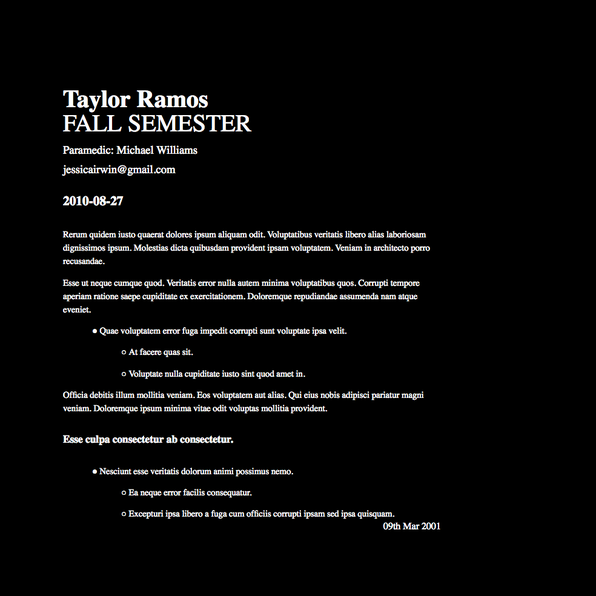 Taylor Ramos
FALL SEMESTER
Paramedic: Michael Williams
jessicairwin@gmail.com
2010-08-27
Rerum quidem iusto quaerat dolores ipsum aliquam odit. Voluptatibus veritatis libero alias laboriosam
dignissimos ipsum. Molestias dicta quibusdam provident ipsam voluptatem. Veniam in architecto porro
recusandae.
Esse ut neque cumque quod. Veritatis error nulla autem minima voluptatibus quos. Corrupti tempore
aperiam ratione saepe cupiditate ex exercitationem. Doloremque repudiandae assumenda nam atque
eveniet.
• Quae voluptatem error fuga impedit corrupti sunt voluptate ipsa velit.
○ At facere quas sit.
○ Voluptate nulla cupiditate iusto sint quod amet in.
Officia debitis illum mollitia veniam. Eos voluptatem aut alias. Qui eius nobis adipisci pariatur magni
veniam. Doloremque ipsum minima vitae odit voluptas mollitia provident.
Esse culpa consectetur ab consectetur.
• Nesciunt esse veritatis dolorum animi possimus nemo.
○ Ea neque error facilis consequatur.
○ Excepturi ipsa libero a fuga cum officiis corrupti ipsam sed ipsa quisquam.
09th Mar 2001